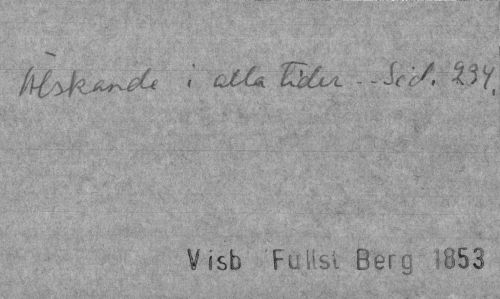 Älskande i alla tider -- Sid. 234.
Visb Fullst Berg 1853